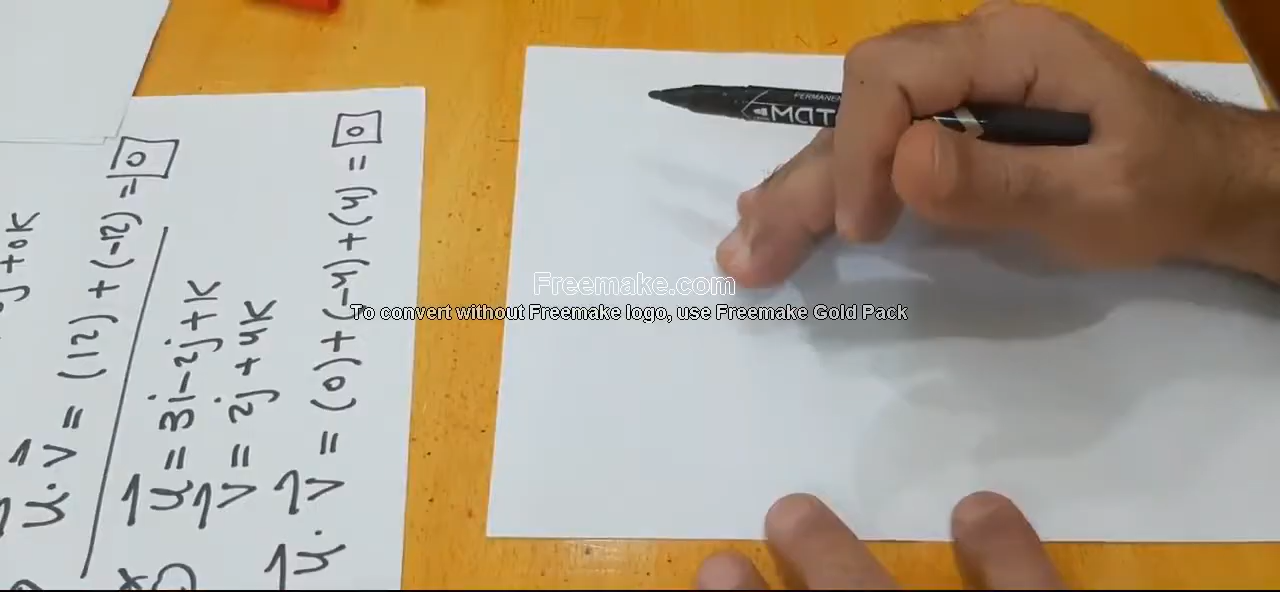 u⃗·v⃗ = (12) + (-12) = 0
u⃗ = 3i - 2j + K
v⃗ = 2j + 4K
u⃗·v⃗ = (0) + (-4) + (4) = 0
PERMANEN
Freemake.com
To convert without Freemake logo, use Freemake Gold Pack